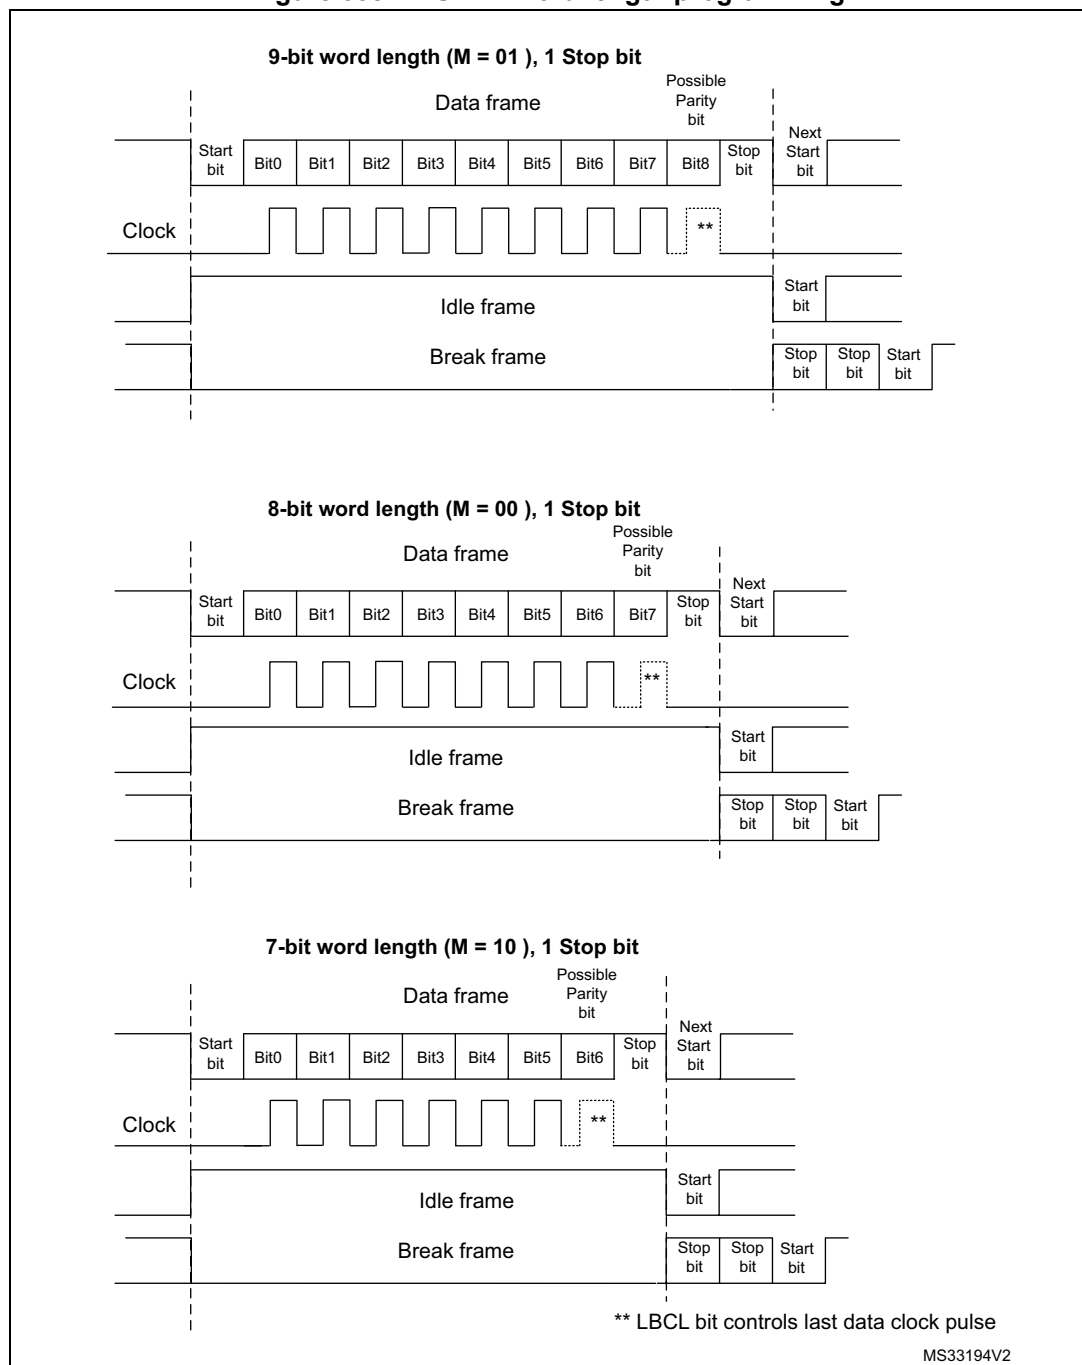 9-bit word length (M = 01 ), 1 Stop bit
Data frame
Possible
Parity
bit
Start
bit
Bit0
Bit1
Bit2
Bit3
Bit4
Bit5
Bit6
Bit7
Bit8
Stop
bit
Next
Start
bit
Clock
**
Idle frame
Start
bit
Break frame
Stop
bit
Stop
bit
Start
bit
8-bit word length (M = 00 ), 1 Stop bit
Data frame
Possible
Parity
bit
Start
bit
Bit0
Bit1
Bit2
Bit3
Bit4
Bit5
Bit6
Bit7
Stop
bit
Next
Start
bit
Clock
**
Idle frame
Start
bit
Break frame
Stop
bit
Stop
bit
Start
bit
7-bit word length (M = 10 ), 1 Stop bit
Data frame
Possible
Parity
bit
Start
bit
Bit0
Bit1
Bit2
Bit3
Bit4
Bit5
Bit6
Stop
bit
Next
Start
bit
Clock
**
Idle frame
Start
bit
Break frame
Stop
bit
Stop
bit
Start
bit
** LBCL bit controls last data clock pulse
MS33194V2